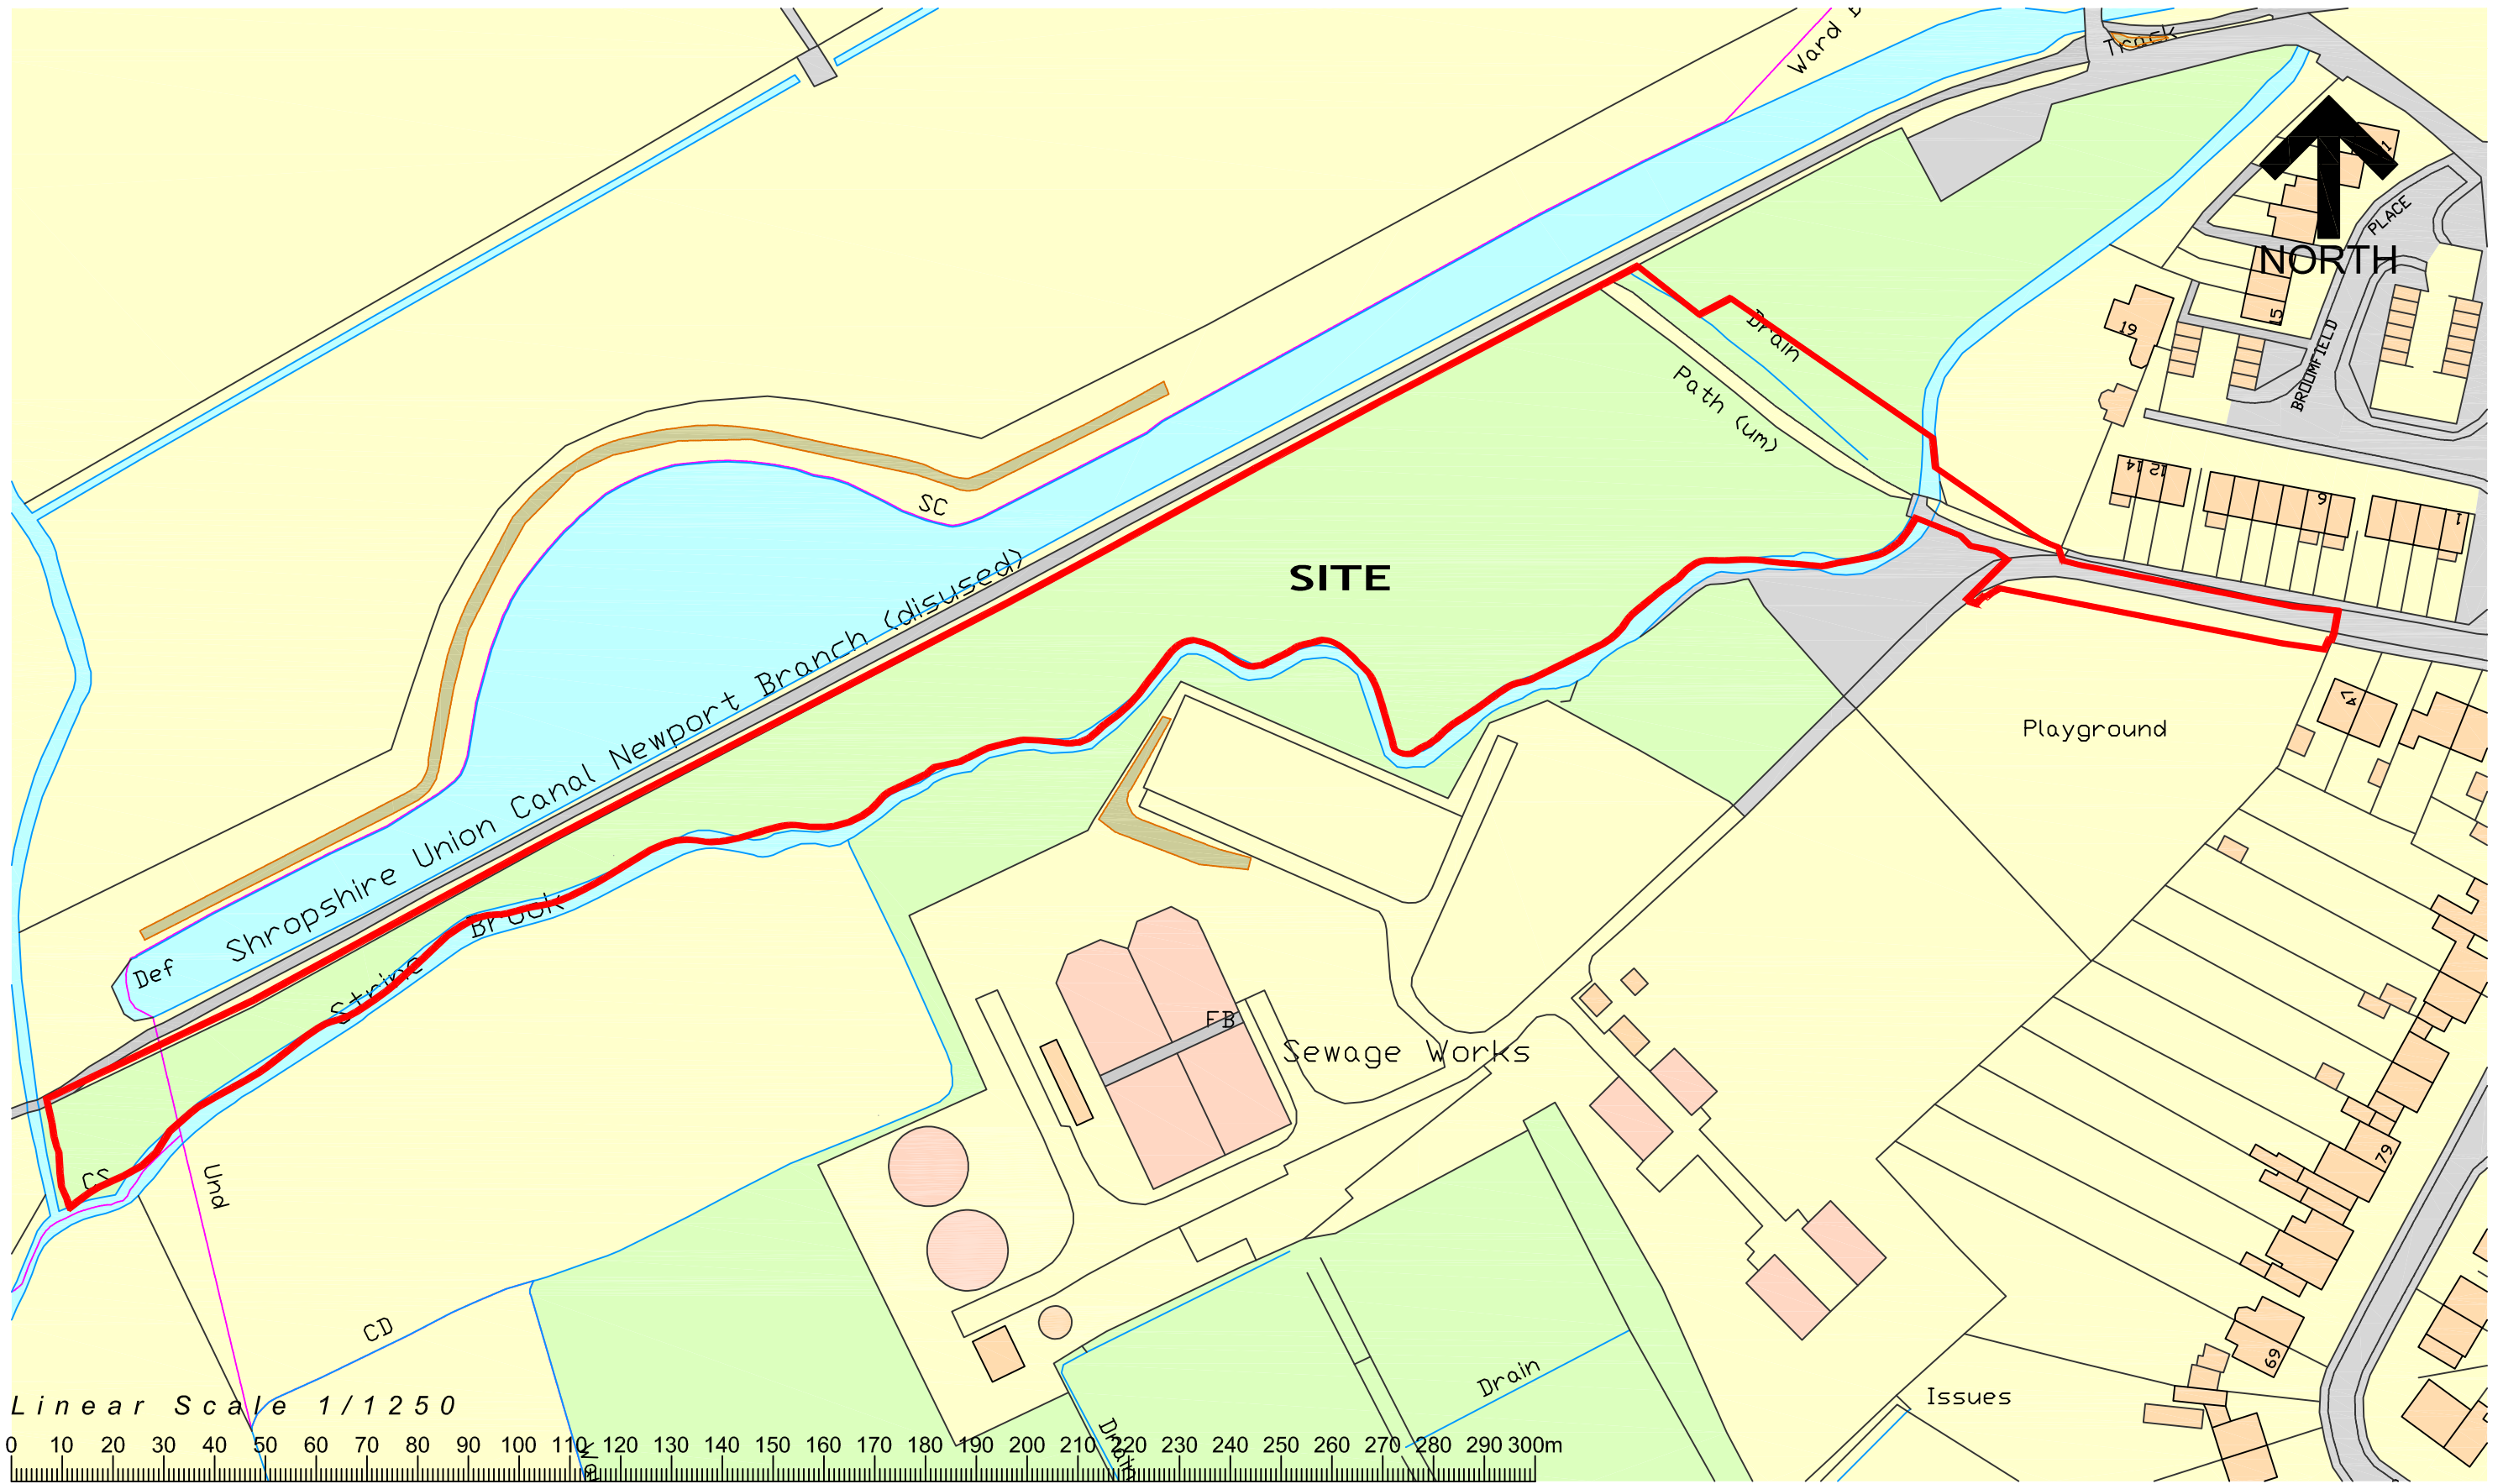 Ward B
Track
1
PLACE
NORTH
15
19
BROOMFIELD
Drain
Path (um)
14 12
6
1
SC
SITE
Shropshire Union Canal Newport Branch (disused)
47
Playground
Def
Strine Brook
FB
Sewage Works
CS
Und
79
CD
69
Drain
Issues
Drain
Linear Scale 1/1250
0 10 20 30 40 50 60 70 80 90 100 110 120 130 140 150 160 170 180 190 200 210 220 230 240 250 260 270 280 290 300m